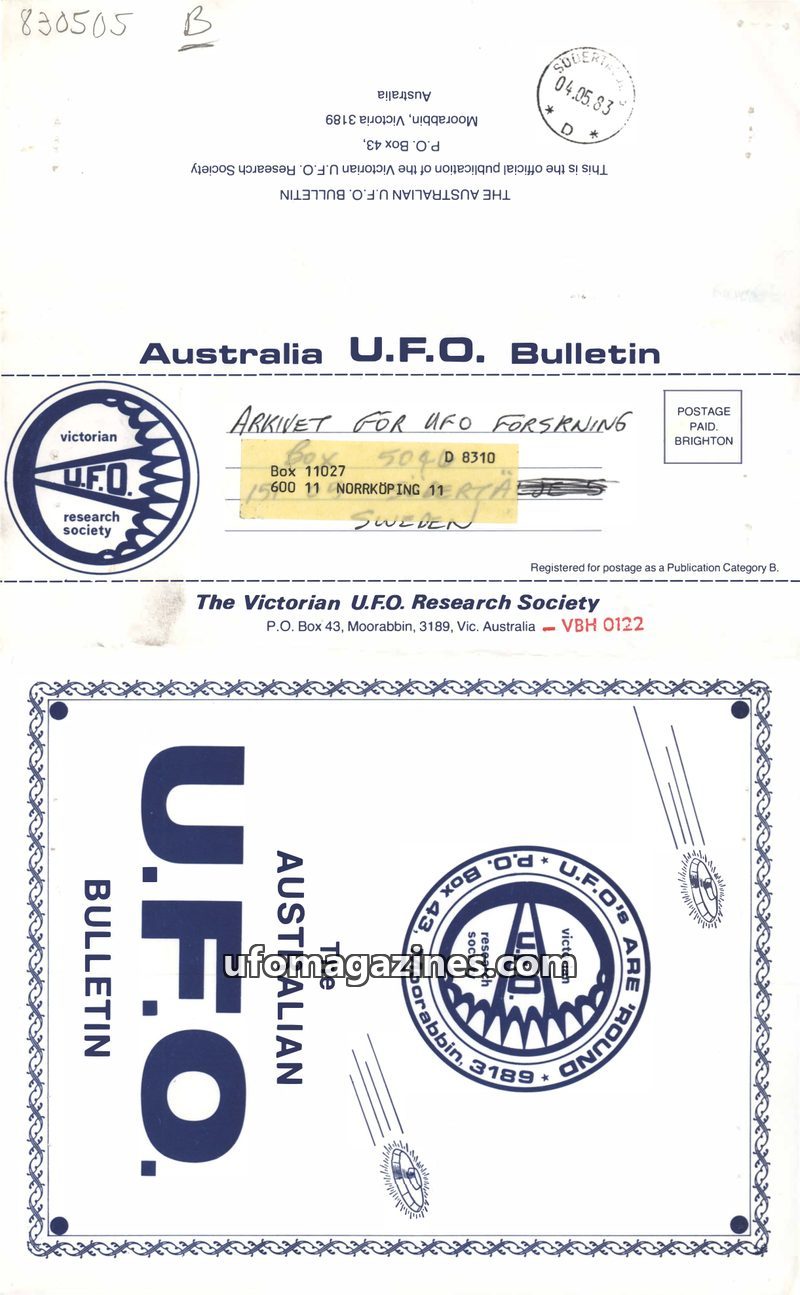 830505 B
SÖDERTÄLJE
04.05.83
* D *
THE AUSTRALIAN U.F.O. BULLETIN
This is the official publication of the Victorian U.F.O. Research Society
P.O. Box 43,
Moorabbin, Victoria 3189
Australia
Australia U.F.O. Bulletin
victorian
U.F.O.
research
society
ARKIVET FÖR UFO FORSKNING
Box 5040
D 8310
Box 11027
600 11 NORRKÖPING 11
SWEDEN
POSTAGE
PAID.
BRIGHTON
Registered for postage as a Publication Category B.
The Victorian U.F.O. Research Society
P.O. Box 43, Moorabbin, 3189, Vic. Australia – VBH 0122
The
AUSTRALIAN
U.F.O.
BULLETIN
U.F.O's ARE 'ROUND * P.O. Box 43, Moorabbin, 3189 *
victorian
U.F.O.
research
society
ufomagazines.com